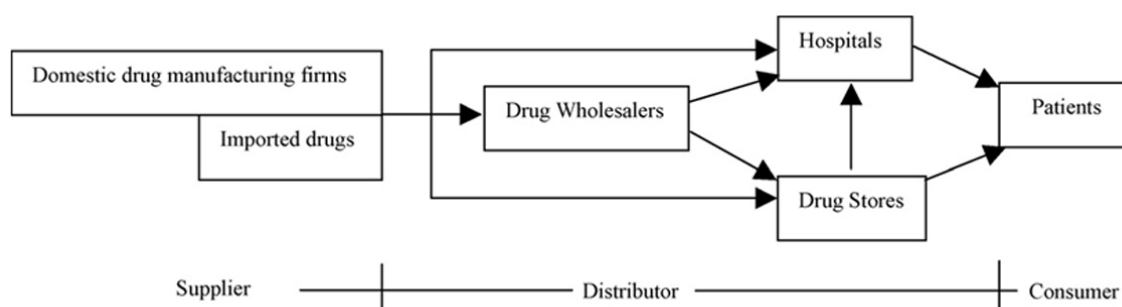 Hospitals
Domestic drug manufacturing firms
Drug Wholesalers
Patients
Imported drugs
Drug Stores
Supplier
Distributor
Consumer